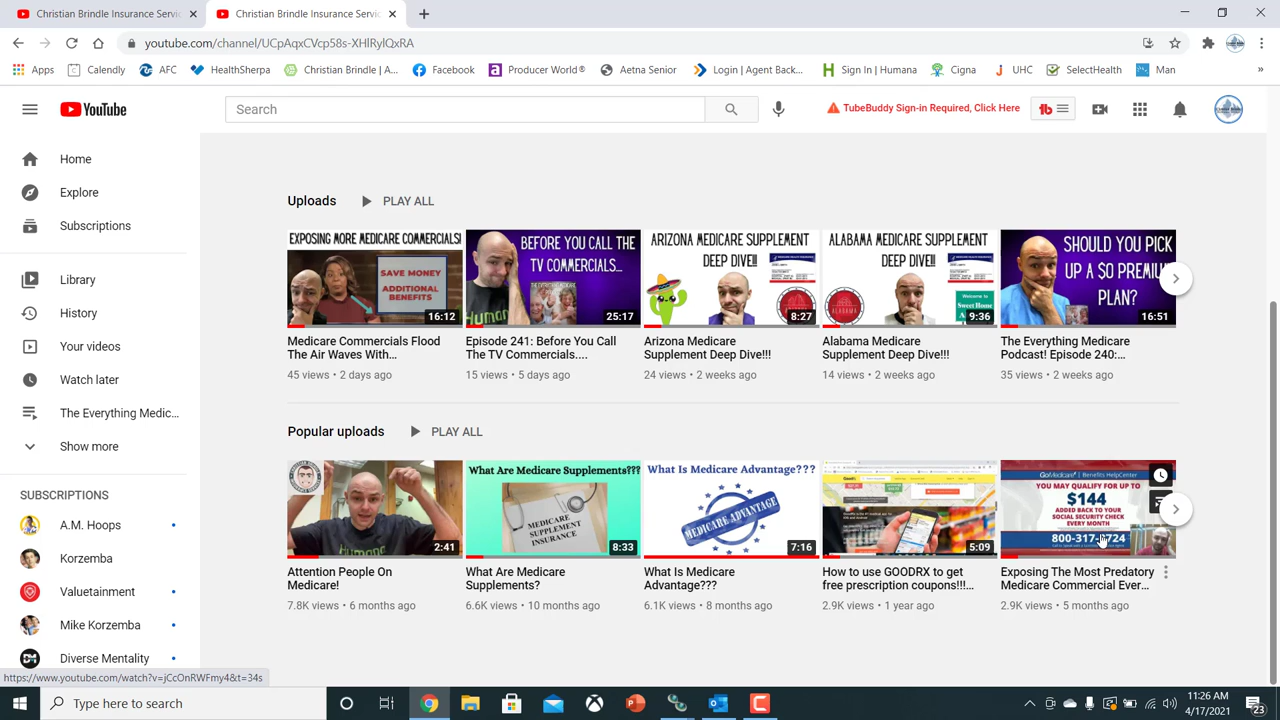 Christian Brindle Insurance Servic
Christian Brindle Insurance Servic
youtube.com/channel/UCpAqxCVcp58s-XHlRylQxRA
Apps
Calendly
AFC
HealthSherpa
Christian Brindle | A...
Facebook
Producer World®
Aetna Senior
Login | Agent Back...
Sign In | Humana
Cigna
UHC
SelectHealth
Man
»
YouTube
Search
TubeBuddy Sign-in Required, Click Here
tb
Home
Explore
Subscriptions
Library
History
Your videos
Watch later
The Everything Medic...
Show more
SUBSCRIPTIONS
A.M. Hoops
Korzemba
Valuetainment
Mike Korzemba
Diverse Mentality
Uploads
PLAY ALL
EXPOSING MORE MEDICARE COMMERCIALS!
SAVE MONEY
ADDITIONAL
BENEFITS
16:12
Medicare Commercials Flood
The Air Waves With...
45 views • 2 days ago
BEFORE YOU CALL THE
TV COMMERCIALS...
25:17
Episode 241: Before You Call
The TV Commercials....
15 views • 5 days ago
ARIZONA MEDICARE SUPPLEMENT
DEEP DIVE!!!
8:27
Arizona Medicare
Supplement Deep Dive!!!
24 views • 2 weeks ago
ALABAMA MEDICARE SUPPLEMENT
DEEP DIVE!!!
ALABAMA
Welcome to
Sweet Home
9:36
Alabama Medicare
Supplement Deep Dive!!!
14 views • 2 weeks ago
SHOULD YOU PICK
UP A $0 PREMIUM
PLAN?
16:51
The Everything Medicare
Podcast! Episode 240:...
35 views • 2 weeks ago
Popular uploads
PLAY ALL
2:41
Attention People On
Medicare!
7.8K views • 6 months ago
What Are Medicare Supplements???
MEDICARE
SUPPLEMENT
INSURANCE
8:33
What Are Medicare
Supplements?
6.6K views • 10 months ago
What Is Medicare Advantage???
MEDICARE ADVANTAGE
7:16
What Is Medicare
Advantage???
6.1K views • 8 months ago
5:09
How to use GOODRX to get
free prescription coupons!!!...
2.9K views • 1 year ago
GoMedicare | Benefits HelpCenter
YOU MAY QUALIFY FOR UP TO
$144
ADDED BACK TO YOUR
SOCIAL SECURITY CHECK
EVERY MONTH
Exposing The Most Predatory
Medicare Commercial Ever...
2.9K views • 5 months ago
https://www.youtube.com/watch?v=jCcOnRWFmy4&t=34s
Type here to search
11:26 AM
4/17/2021
23